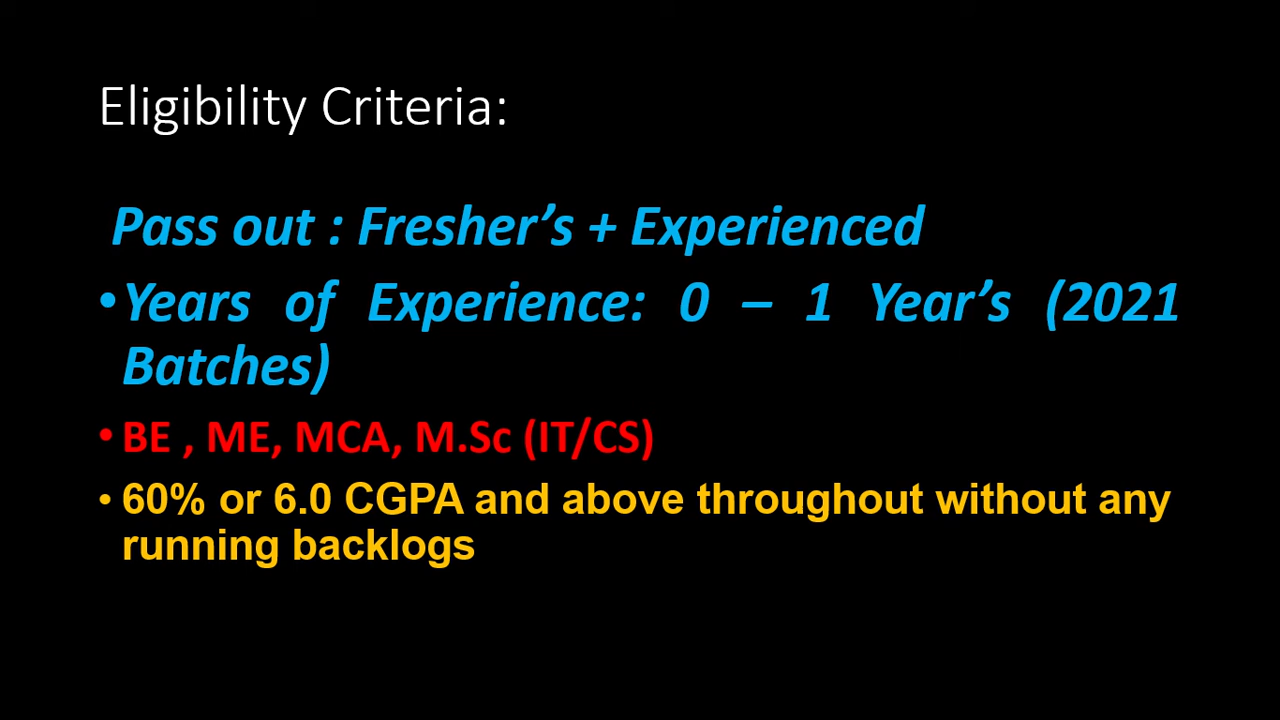 Eligibility Criteria:
Pass out : Fresher’s + Experienced
•Years of Experience: 0 – 1 Year’s (2021
Batches)
• BE , ME, MCA, M.Sc (IT/CS)
• 60% or 6.0 CGPA and above throughout without any
running backlogs